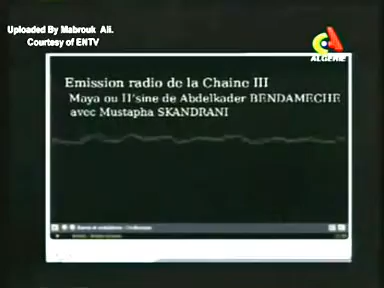 Uploaded By Mabrouk Ali.
Courtesy of ENTV
ALGERIE
Emission radio de la Chaine III
Maya ou H'sine de Abdelkader BENDAMECHE
avec Mustapha SKANDRANI